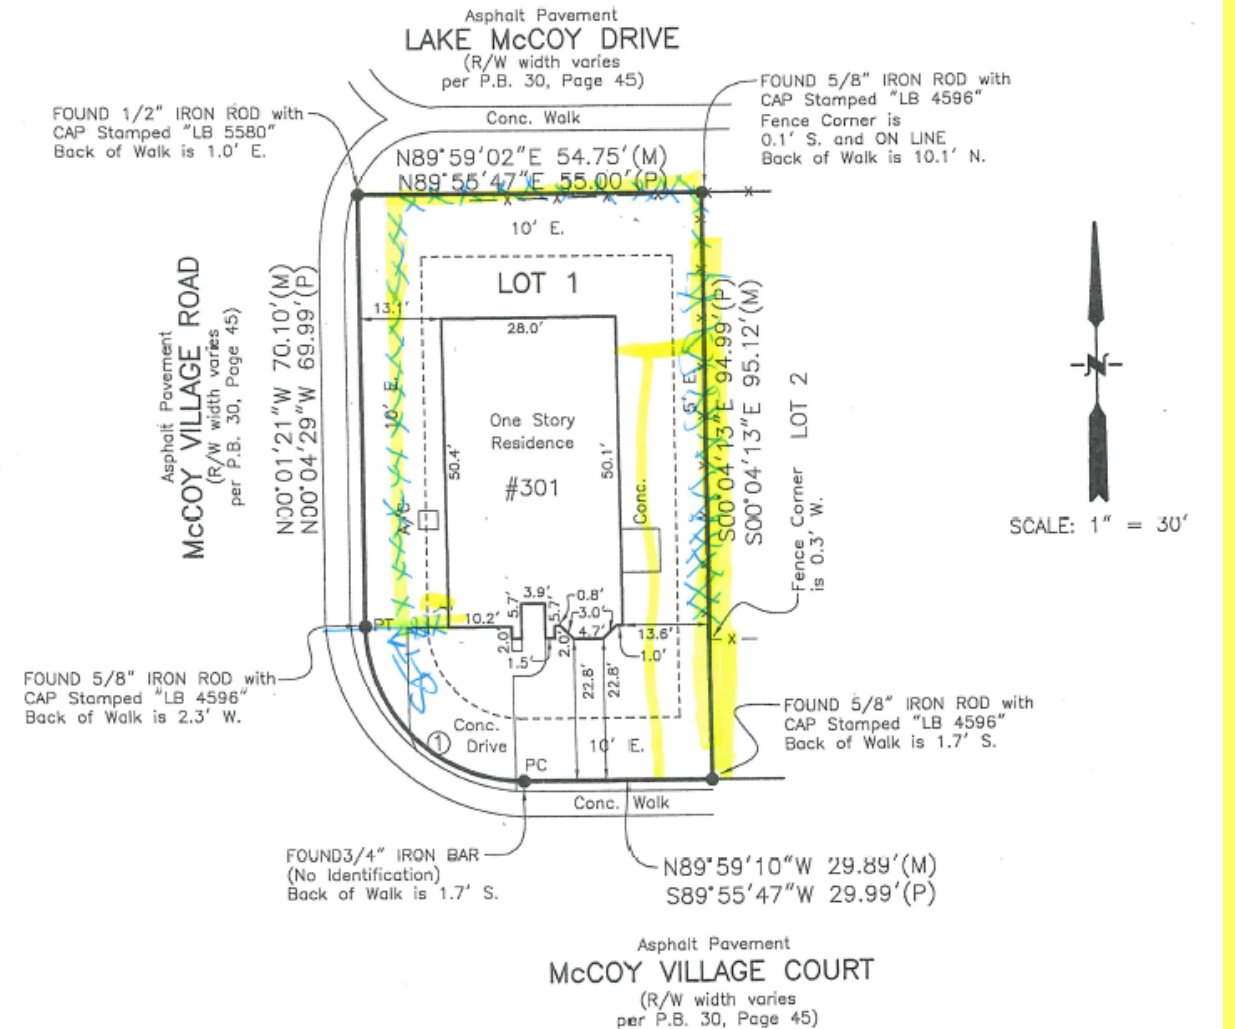 Asphalt Pavement
LAKE McCOY DRIVE
(R/W width varies
per P.B. 30, Page 45)
FOUND 1/2" IRON ROD with
CAP Stamped "LB 5580"
Back of Walk is 1.0' E.
Conc. Walk
FOUND 5/8" IRON ROD with
CAP Stamped "LB 4596"
Fence Corner is
0.1' S. and ON LINE
Back of Walk is 10.1' N.
N89°59'02"E 54.75'(M)
N89°55'47"E 55.00'(P)
10' E.
LOT 1
13.1'
28.0'
Asphalt Pavement
McCOY VILLAGE ROAD
(R/W width varies
per P.B. 30, Page 45)
N00°01'21"W 70.10'(M)
N00°04'29"W 69.99'(P)
10' E.
A/C
50.4'
One Story
Residence
#301
50.1'
Conc.
5' E.
S00°04'13"E 94.99'(P)
S00°04'13"E 95.12'(M)
LOT 2
Fence Corner
is 0.3' W.
N
SCALE: 1" = 30'
PT
10.2'
2.0'
5.7'
3.9'
5.7'
0.8'
3.0'
4.7'
2.0'
1.5'
1.0'
13.6'
22.8'
22.8'
FOUND 5/8" IRON ROD with
CAP Stamped "LB 4596"
Back of Walk is 2.3' W.
FOUND 5/8" IRON ROD with
CAP Stamped "LB 4596"
Back of Walk is 1.7' S.
1
Conc.
Drive
10' E.
PC
Conc. Walk
FOUND3/4" IRON BAR
(No Identification)
Back of Walk is 1.7' S.
N89°59'10"W 29.89'(M)
S89°55'47"W 29.99'(P)
Asphalt Pavement
McCOY VILLAGE COURT
(R/W width varies
per P.B. 30, Page 45)